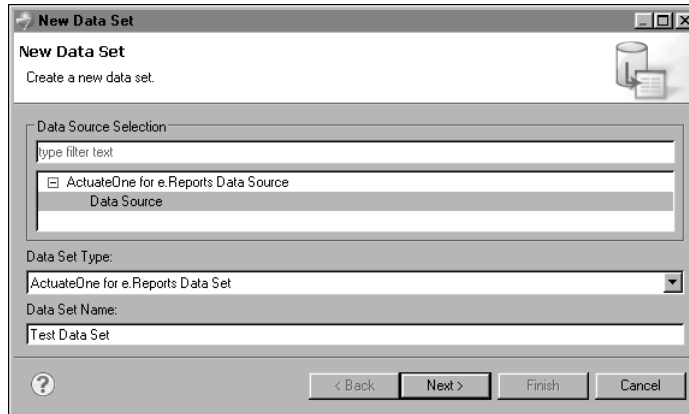 New Data Set
New Data Set
Create a new data set.
Data Source Selection
type filter text
ActuateOne for e.Reports Data Source
Data Source
Data Set Type:
ActuateOne for e.Reports Data Set
Data Set Name:
Test Data Set
? < Back Next > Finish Cancel